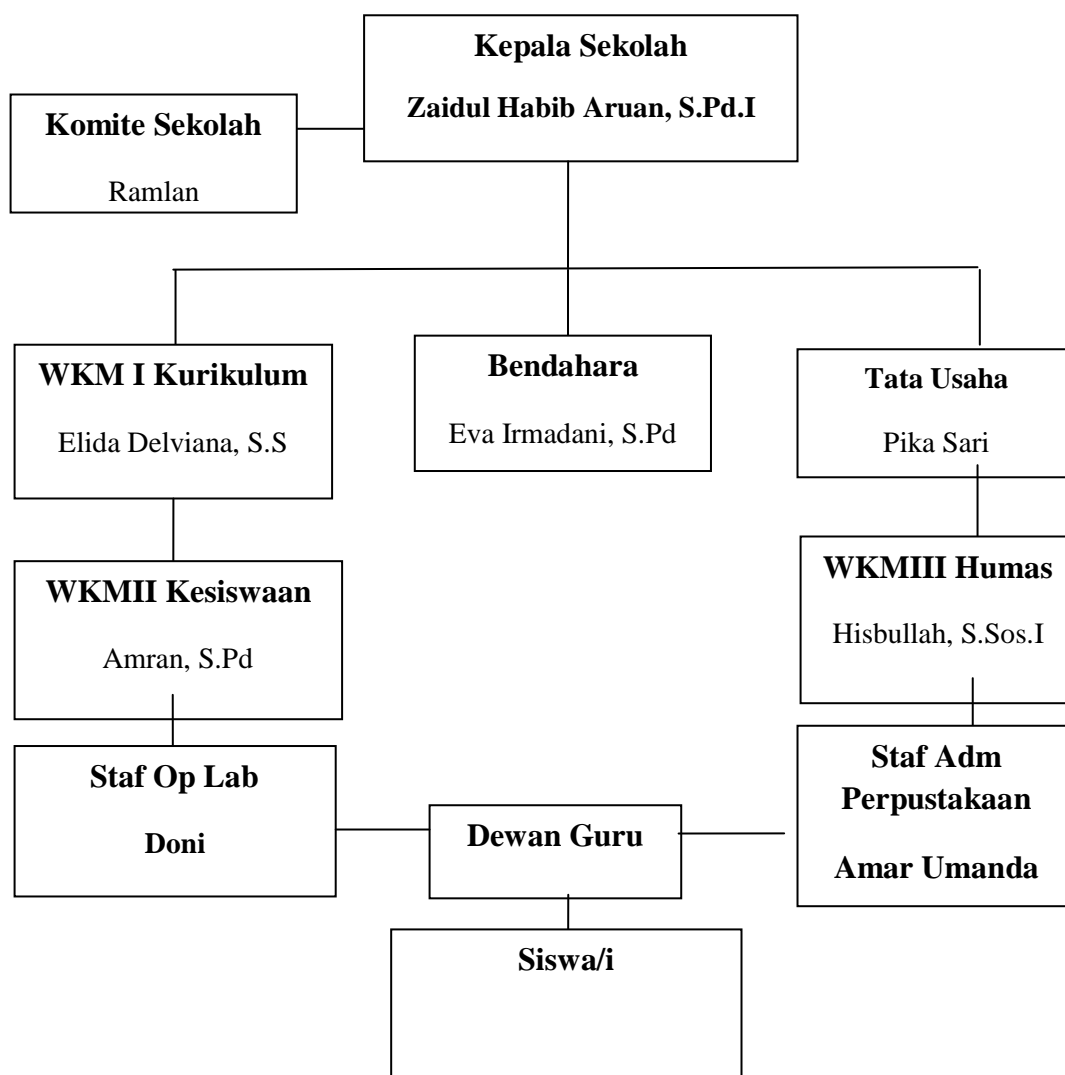 Kepala Sekolah
Zaidul Habib Aruan, S.Pd.I
Komite Sekolah
Ramlan
WKM I Kurikulum
Elida Delviana, S.S
Bendahara
Eva Irmadani, S.Pd
Tata Usaha
Pika Sari
WKMII Kesiswaan
Amran, S.Pd
WKMIII Humas
Hisbullah, S.Sos.I
Staf Op Lab
Doni
Dewan Guru
Staf Adm
Perpustakaan
Amar Umanda
Siswa/i